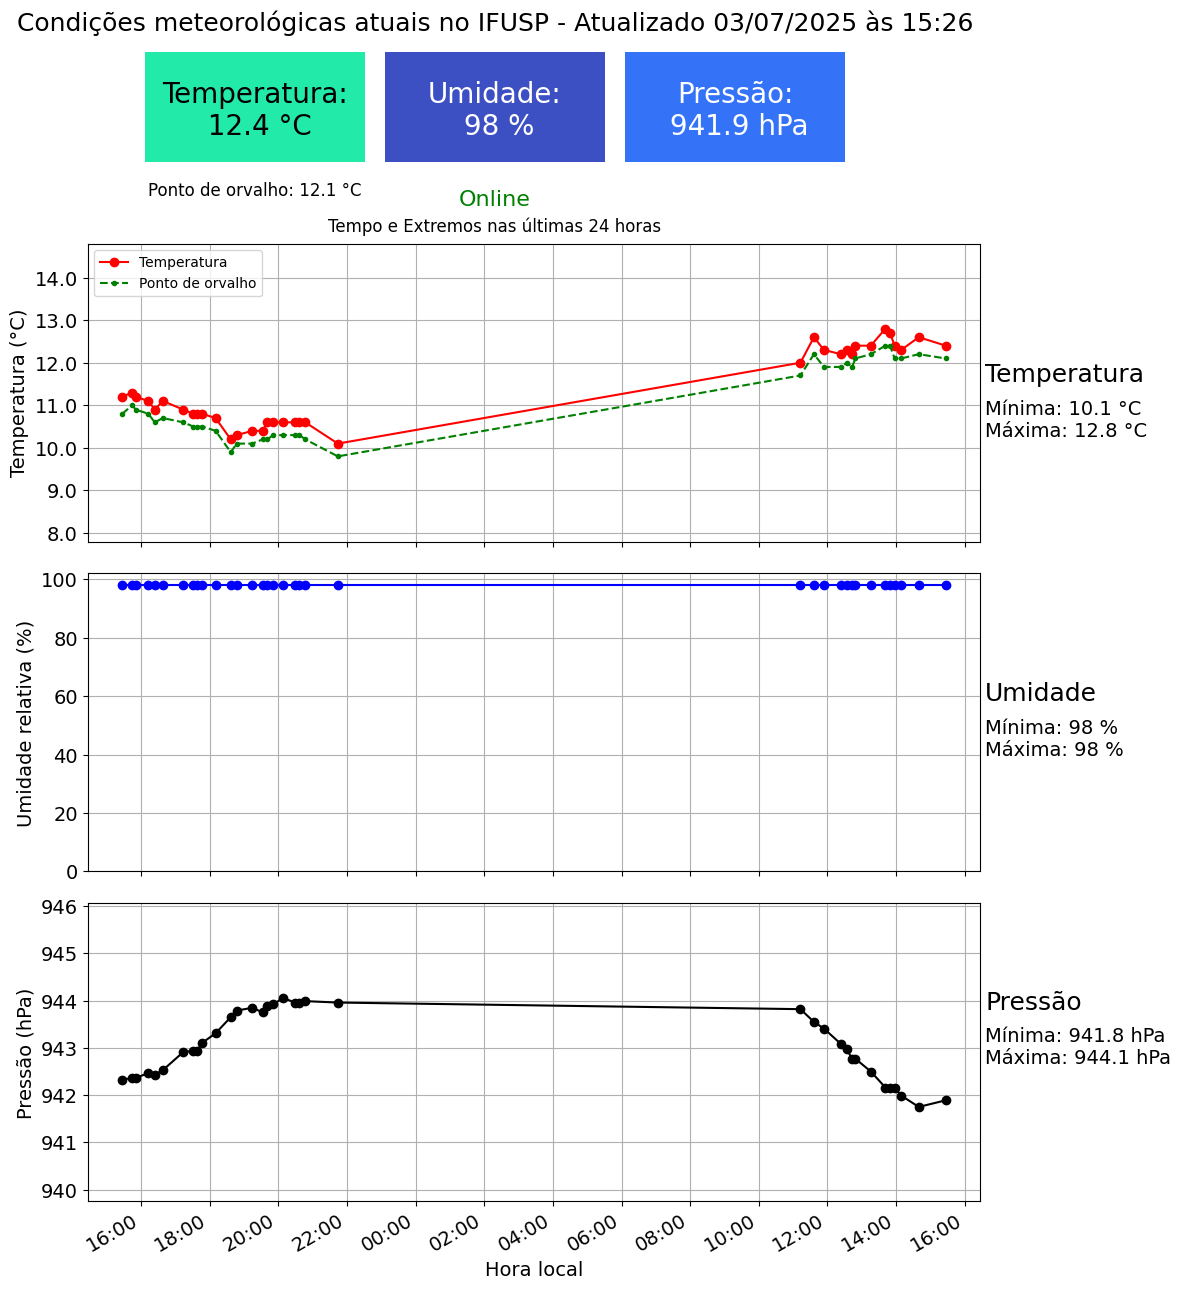 Condições meteorológicas atuais no IFUSP - Atualizado 03/07/2025 às 15:26
Temperatura:
12.4 °C
Umidade:
98 %
Pressão:
941.9 hPa
Ponto de orvalho: 12.1 °C
Online
Tempo e Extremos nas últimas 24 horas
Temperatura
Ponto de orvalho
Temperatura (°C)
14.0
13.0
12.0
11.0
10.0
9.0
8.0
Temperatura
Mínima: 10.1 °C
Máxima: 12.8 °C
Umidade relativa (%)
100
80
60
40
20
0
Umidade
Mínima: 98 %
Máxima: 98 %
Pressão (hPa)
946
945
944
943
942
941
940
Pressão
Mínima: 941.8 hPa
Máxima: 944.1 hPa
16:00 18:00 20:00 22:00 00:00 02:00 04:00 06:00 08:00 10:00 12:00 14:00 16:00
Hora local